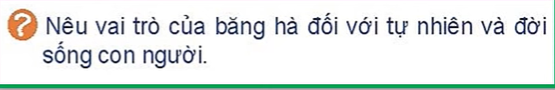 ? Nêu vai trò của băng hà đối với tự nhiên và đời
sống con người.